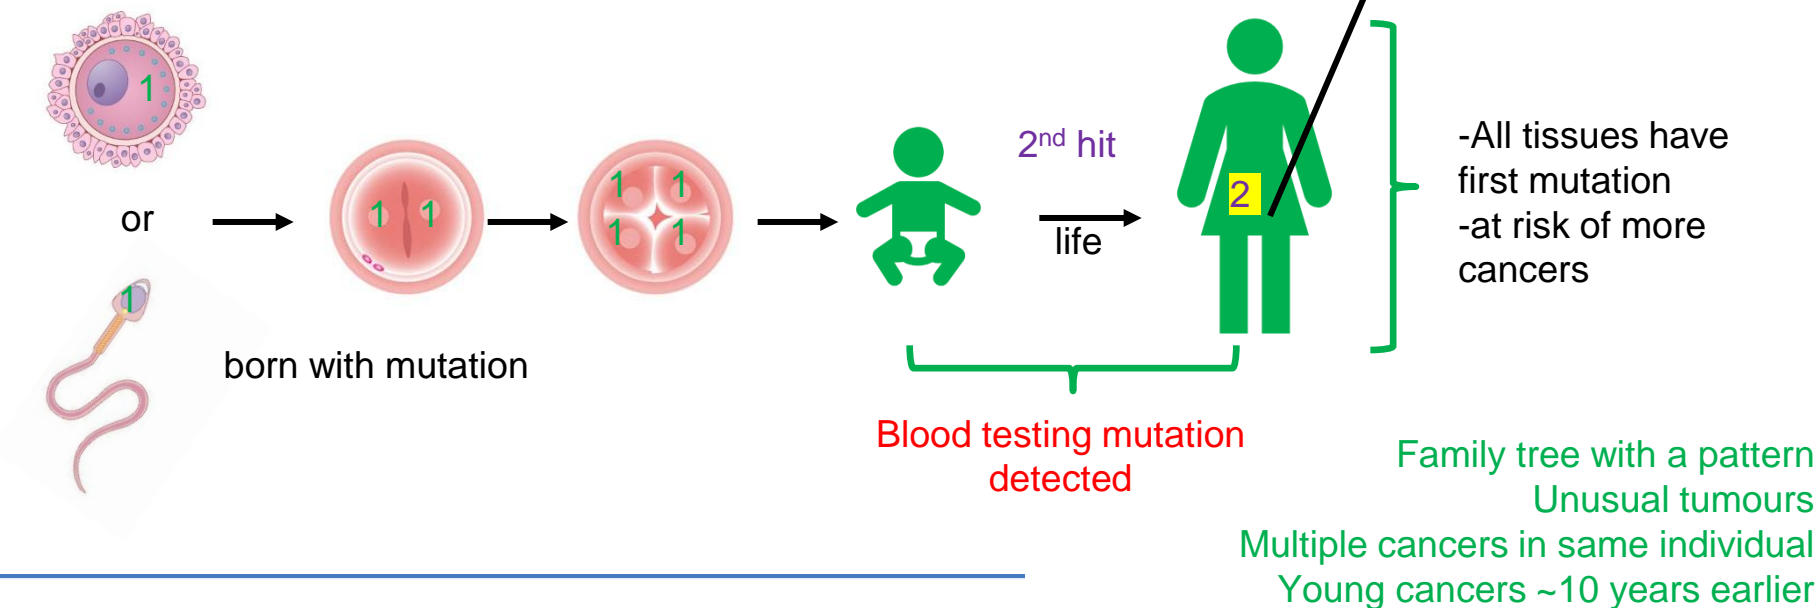 1
or
1
born with mutation
1 1
1 1
1 1
2nd hit
life
2
Blood testing mutation
detected
-All tissues have
first mutation
-at risk of more
cancers
Family tree with a pattern
Unusual tumours
Multiple cancers in same individual
Young cancers ~10 years earlier